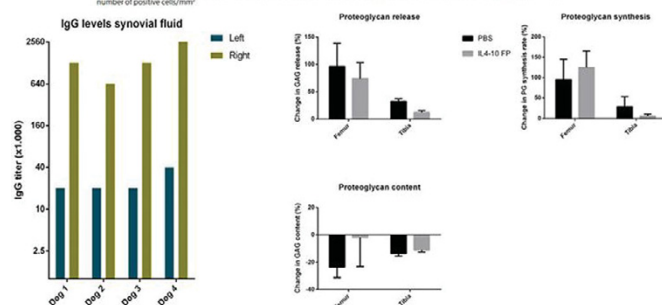 number of positive cells/mm²
IgG levels synovial fluid
Left
Right
IgG titer (x1.000)
2560
640
160
40
10
2.5
Dog 1
Dog 2
Dog 3
Dog 4
Proteoglycan release
Change in GAG release (%)
150
100
50
0
Femur
Tibia
PBS
IL4-10 FP
Proteoglycan synthesis
Change in PG synthesis rate (%)
200
150
100
50
0
Femur
Tibia
Proteoglycan content
Change in GAG content (%)
20
0
-20
-40
Femur
Tibia